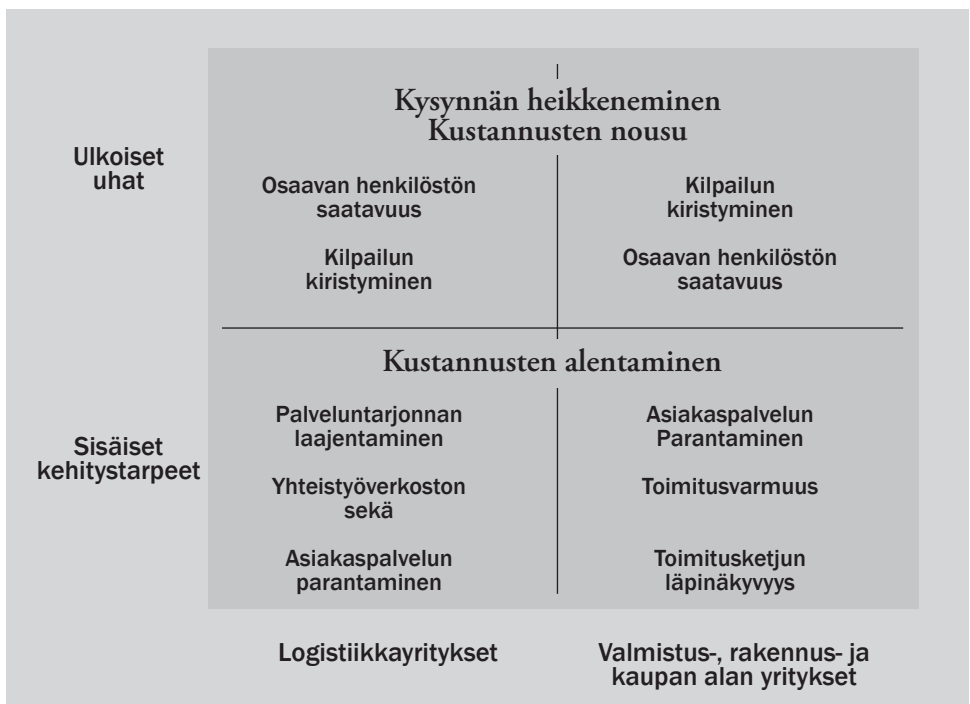 Kysynnän heikkeneminen
Kustannusten nousu
Ulkoiset
uhat
Osaavan henkilöstön
saatavuus
Kilpailun
kiristyminen
Kilpailun
kiristyminen
Osaavan henkilöstön
saatavuus
Kustannusten alentaminen
Sisäiset
kehitystarpeet
Palveluntarjonnan
laajentaminen
Yhteistyöverkoston
sekä
Asiakaspalvelun
parantaminen
Asiakaspalvelun
Parantaminen
Toimitusvarmuus
Toimitusketjun
läpinäkyvyys
Logistiikkayritykset
Valmistus-, rakennus- ja
kaupan alan yritykset